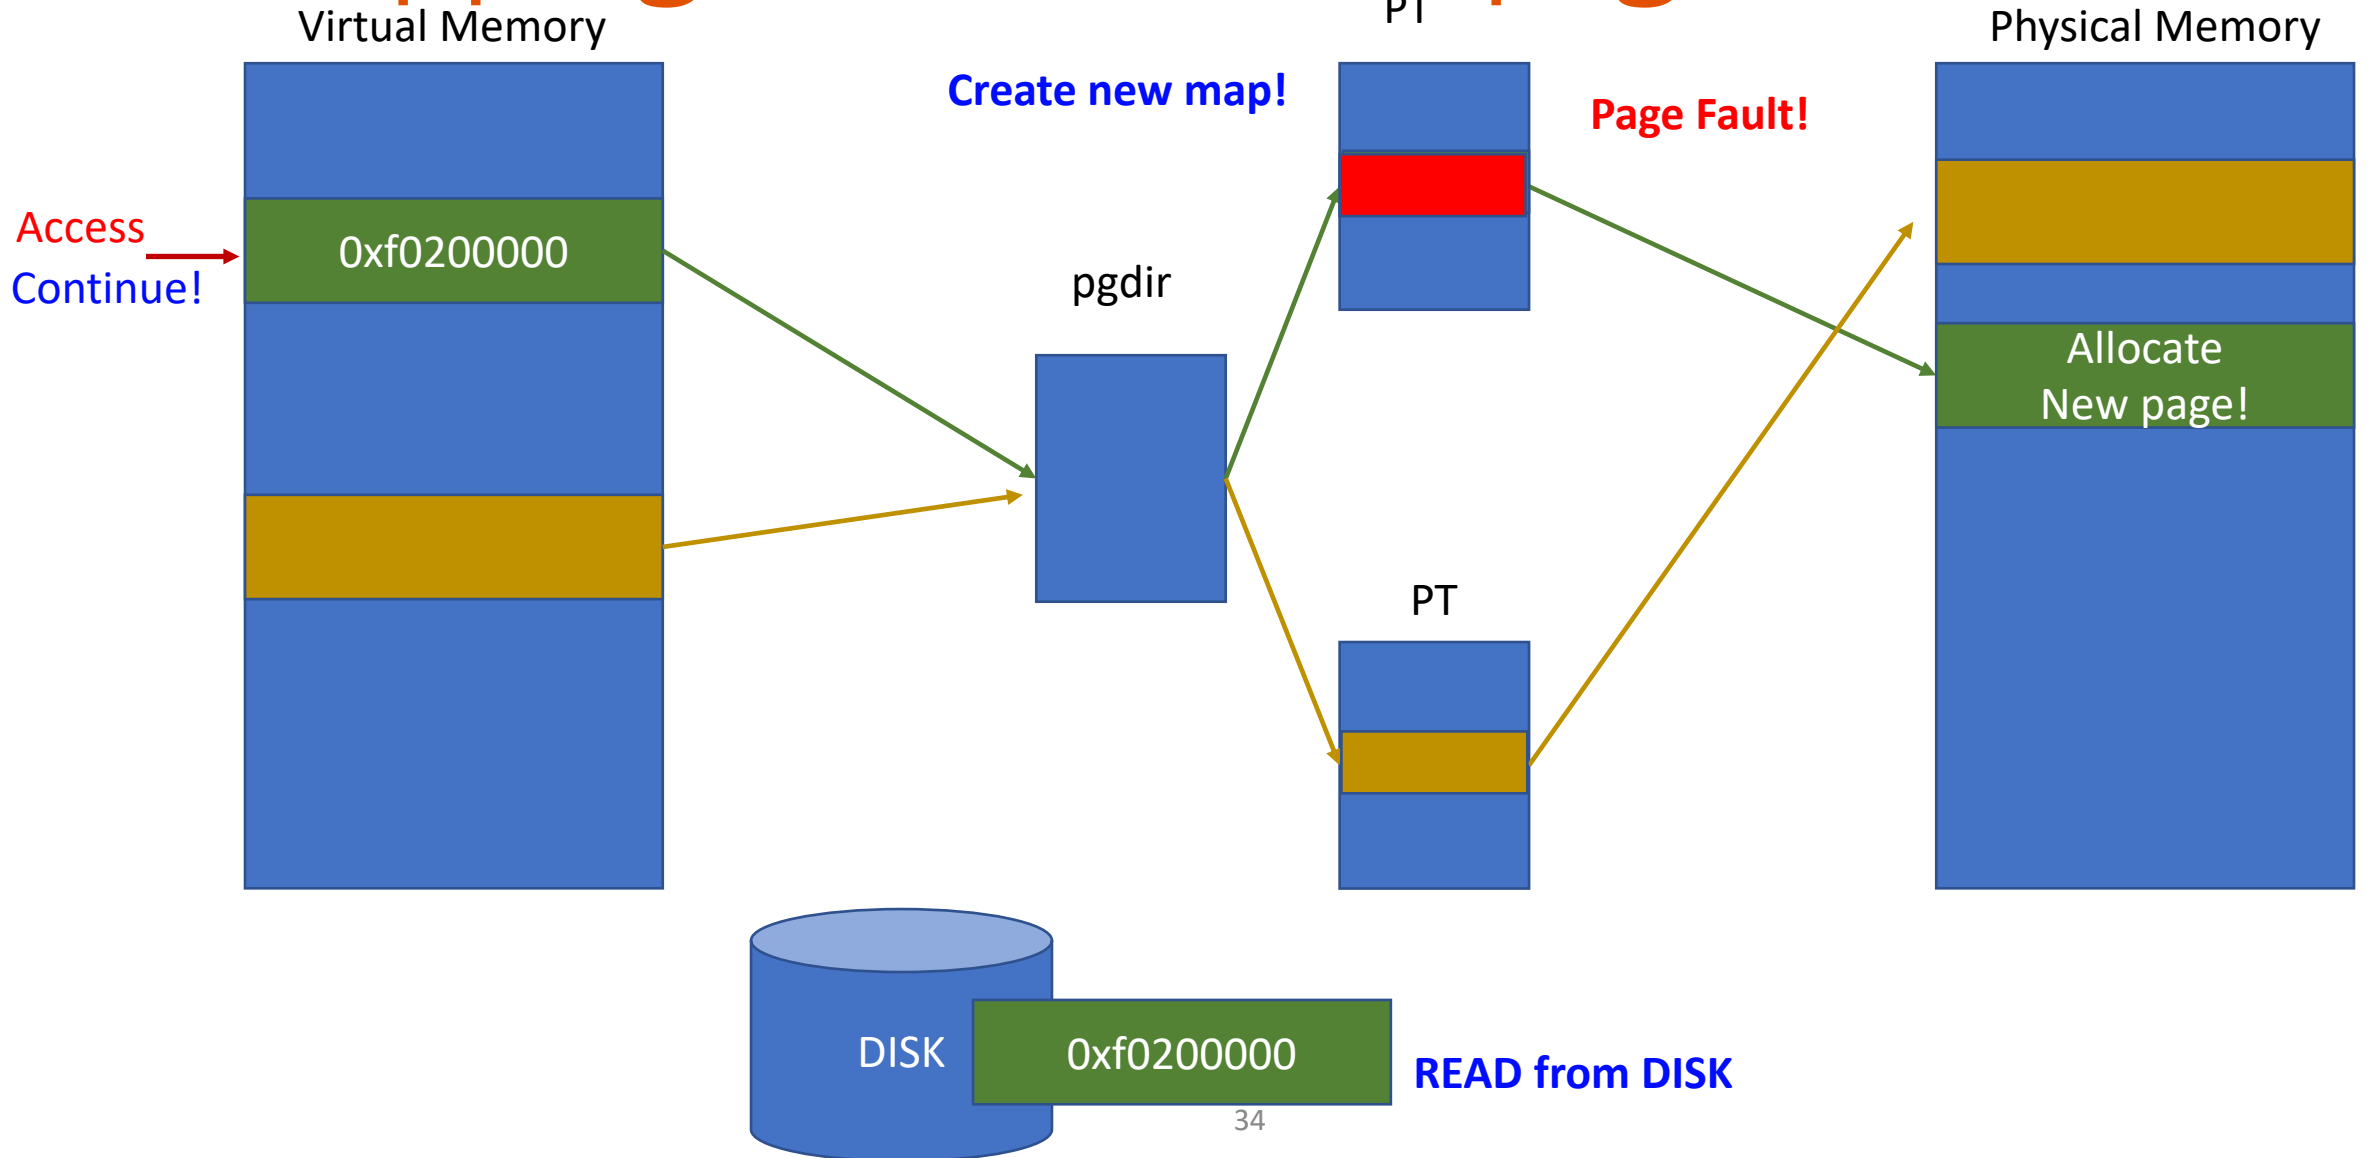 Virtual Memory
PT
Physical Memory
Create new map!
Page Fault!
Access
0xf0200000
Continue!
pgdir
Allocate
New page!
PT
DISK
0xf0200000
READ from DISK
34